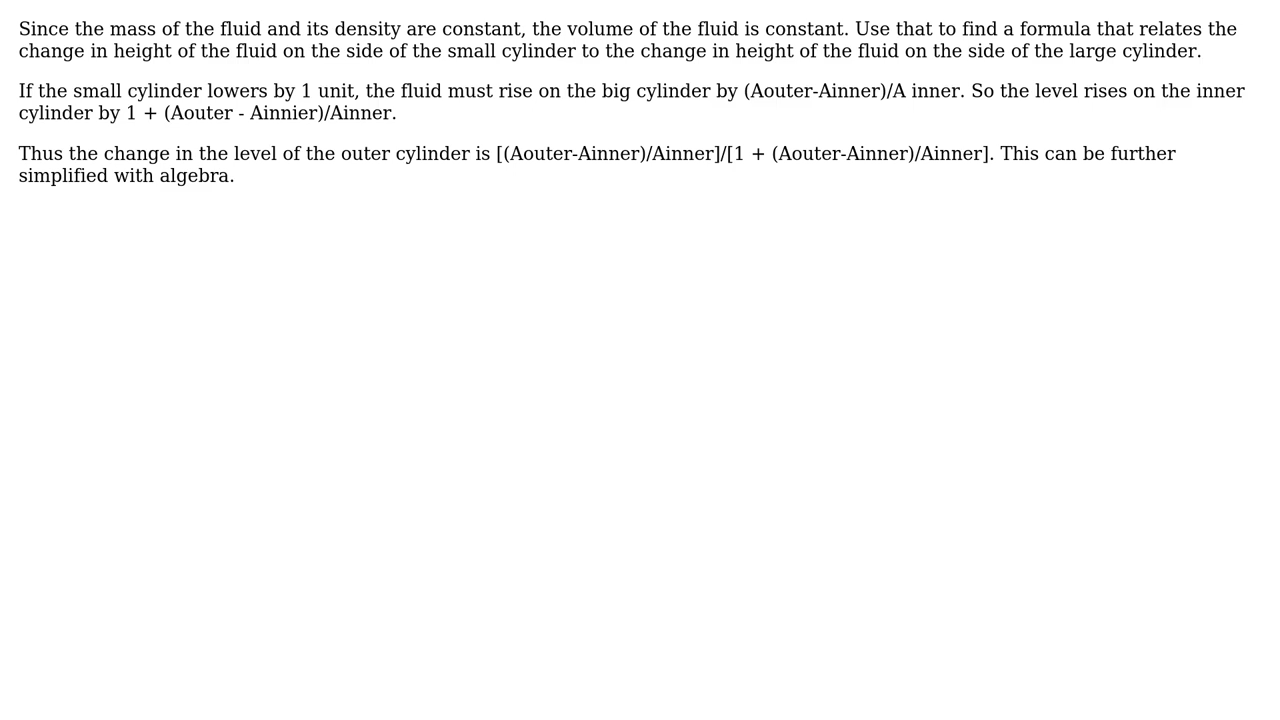 Since the mass of the fluid and its density are constant, the volume of the fluid is constant. Use that to find a formula that relates the
change in height of the fluid on the side of the small cylinder to the change in height of the fluid on the side of the large cylinder.
If the small cylinder lowers by 1 unit, the fluid must rise on the big cylinder by (Aouter-Ainner)/A inner. So the level rises on the inner
cylinder by 1 + (Aouter - Ainnier)/Ainner.
Thus the change in the level of the outer cylinder is [(Aouter-Ainner)/Ainner]/[1 + (Aouter-Ainner)/Ainner]. This can be further
simplified with algebra.